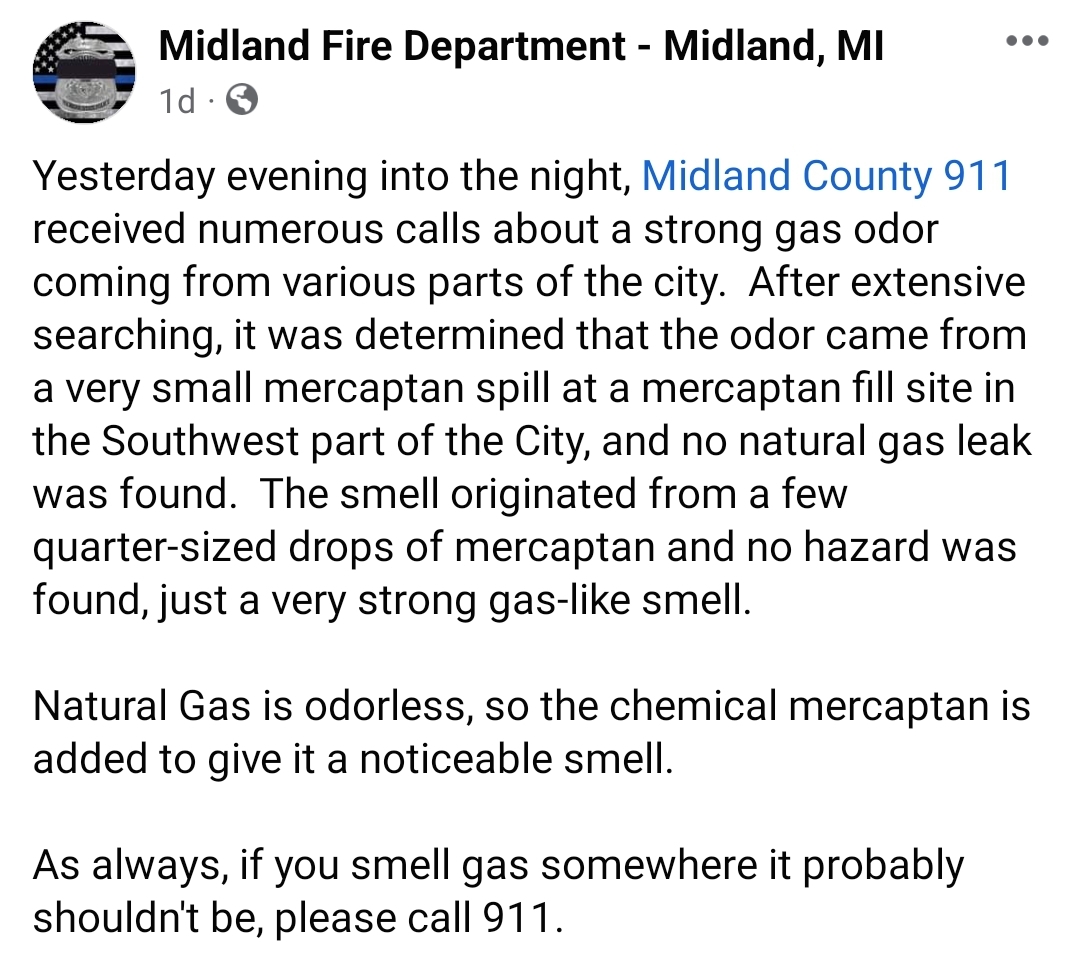 Midland Fire Department - Midland, MI
1d ·
Yesterday evening into the night, Midland County 911
received numerous calls about a strong gas odor
coming from various parts of the city.  After extensive
searching, it was determined that the odor came from
a very small mercaptan spill at a mercaptan fill site in
the Southwest part of the City, and no natural gas leak
was found.  The smell originated from a few
quarter-sized drops of mercaptan and no hazard was
found, just a very strong gas-like smell.
Natural Gas is odorless, so the chemical mercaptan is
added to give it a noticeable smell.
As always, if you smell gas somewhere it probably
shouldn't be, please call 911.